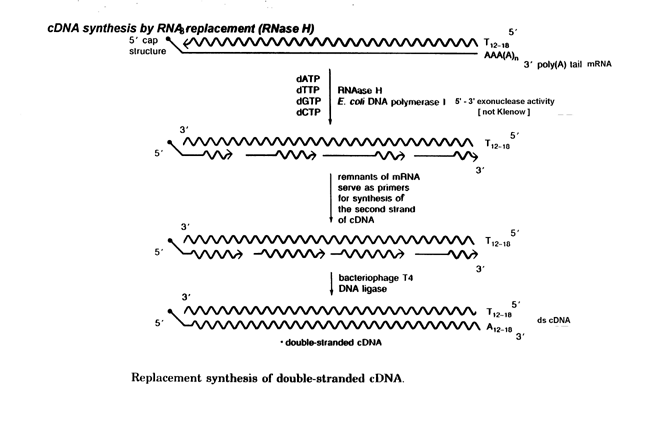 cDNA synthesis by RNA replacement (RNase H)
5′
5′ cap
structure
T12–18
AAA(A)n
3′ poly(A) tail mRNA
dATP
dTTP
dGTP
dCTP
RNAase H
E. coli DNA polymerase I 5′ - 3′ exonuclease activity
[ not Klenow ]
3′
5′
5′
T12–18
3′
remnants of mRNA
serve as primers
for synthesis of
the second strand
of cDNA
3′
5′
5′
T12–18
3′
bacteriophage T4
DNA ligase
3′
5′
5′
T12–18
ds cDNA
A12–18
3′
• double-stranded cDNA
Replacement synthesis of double-stranded cDNA.